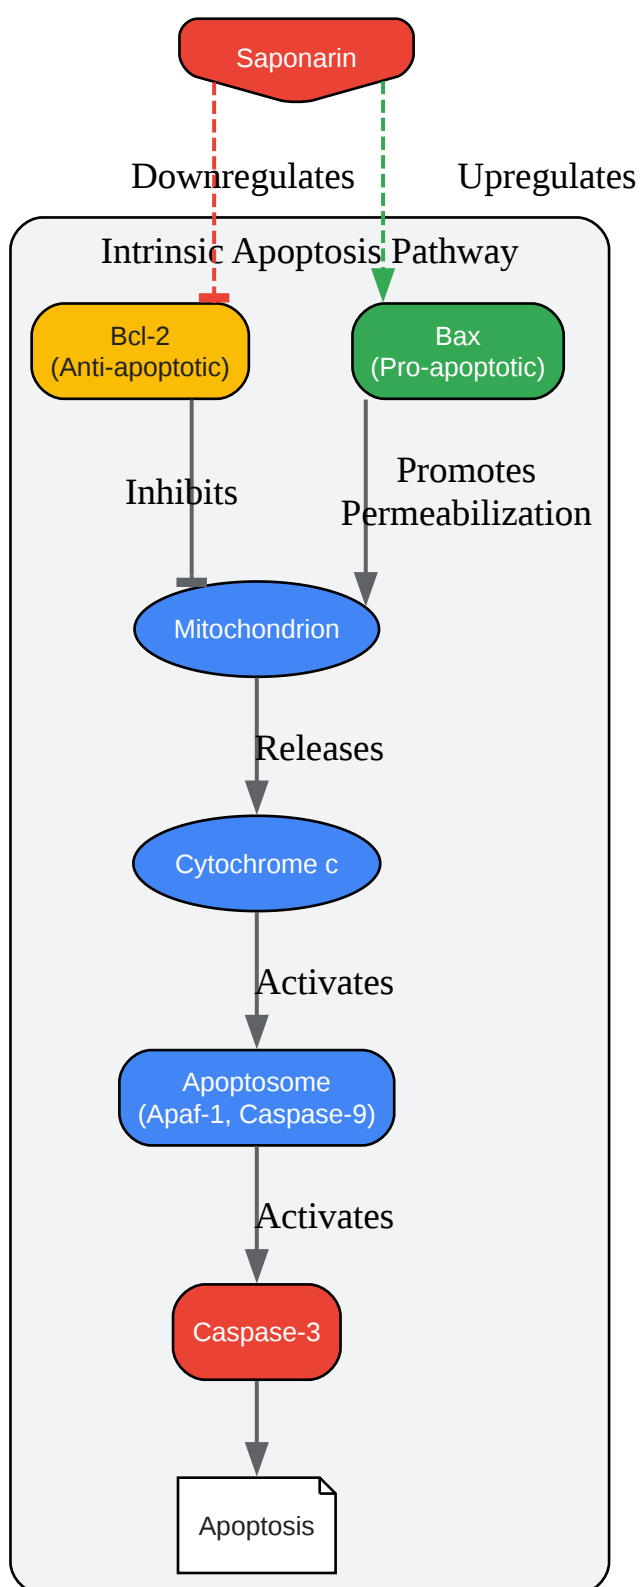 Saponarin
Downregulates
Upregulates
Intrinsic Apoptosis Pathway
Bcl-2
(Anti-apoptotic)
Bax
(Pro-apoptotic)
Inhibits
Promotes
Permeabilization
Mitochondrion
Releases
Cytochrome c
Activates
Apoptosome
(Apaf-1, Caspase-9)
Activates
Caspase-3
Apoptosis